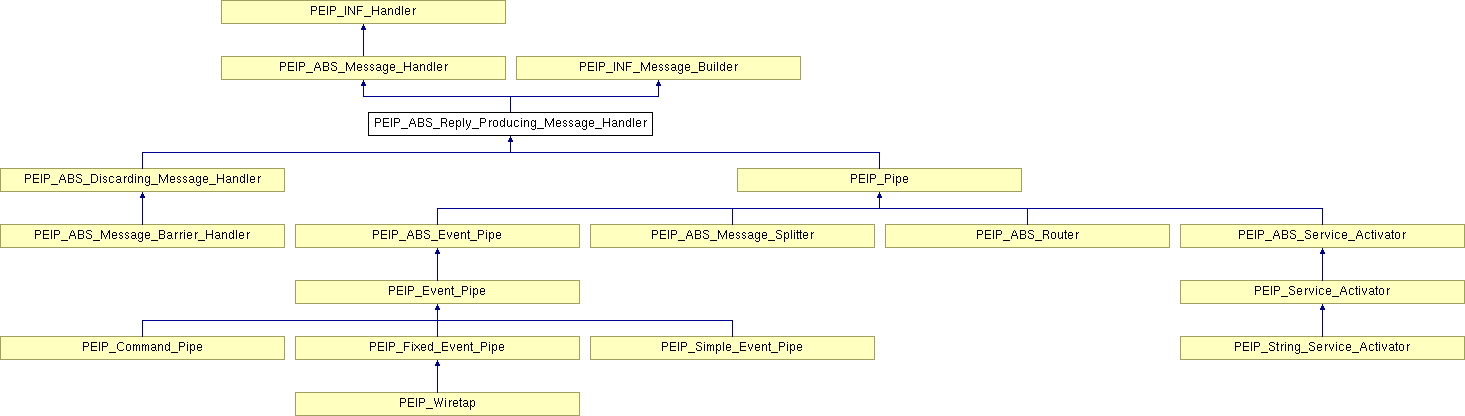 PEIP_INF_Handler
PEIP_ABS_Message_Handler
PEIP_INF_Message_Builder
PEIP_ABS_Reply_Producing_Message_Handler
PEIP_ABS_Discarding_Message_Handler
PEIP_Pipe
PEIP_ABS_Message_Barrier_Handler
PEIP_ABS_Event_Pipe
PEIP_ABS_Message_Splitter
PEIP_ABS_Router
PEIP_ABS_Service_Activator
PEIP_Event_Pipe
PEIP_Service_Activator
PEIP_Command_Pipe
PEIP_Fixed_Event_Pipe
PEIP_Simple_Event_Pipe
PEIP_String_Service_Activator
PEIP_Wiretap